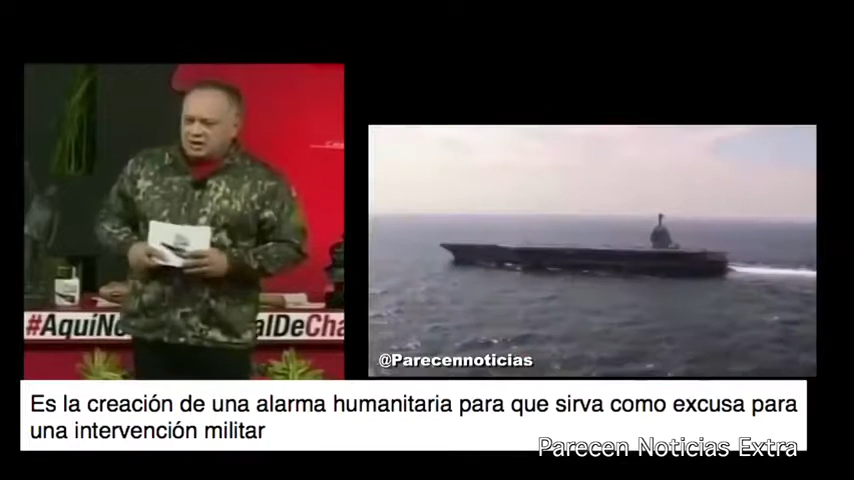 #AquíN
alDeCha
@Parecennoticias
Es la creación de una alarma humanitaria para que sirva como excusa para
una intervención militar
Parecen Noticias Extra